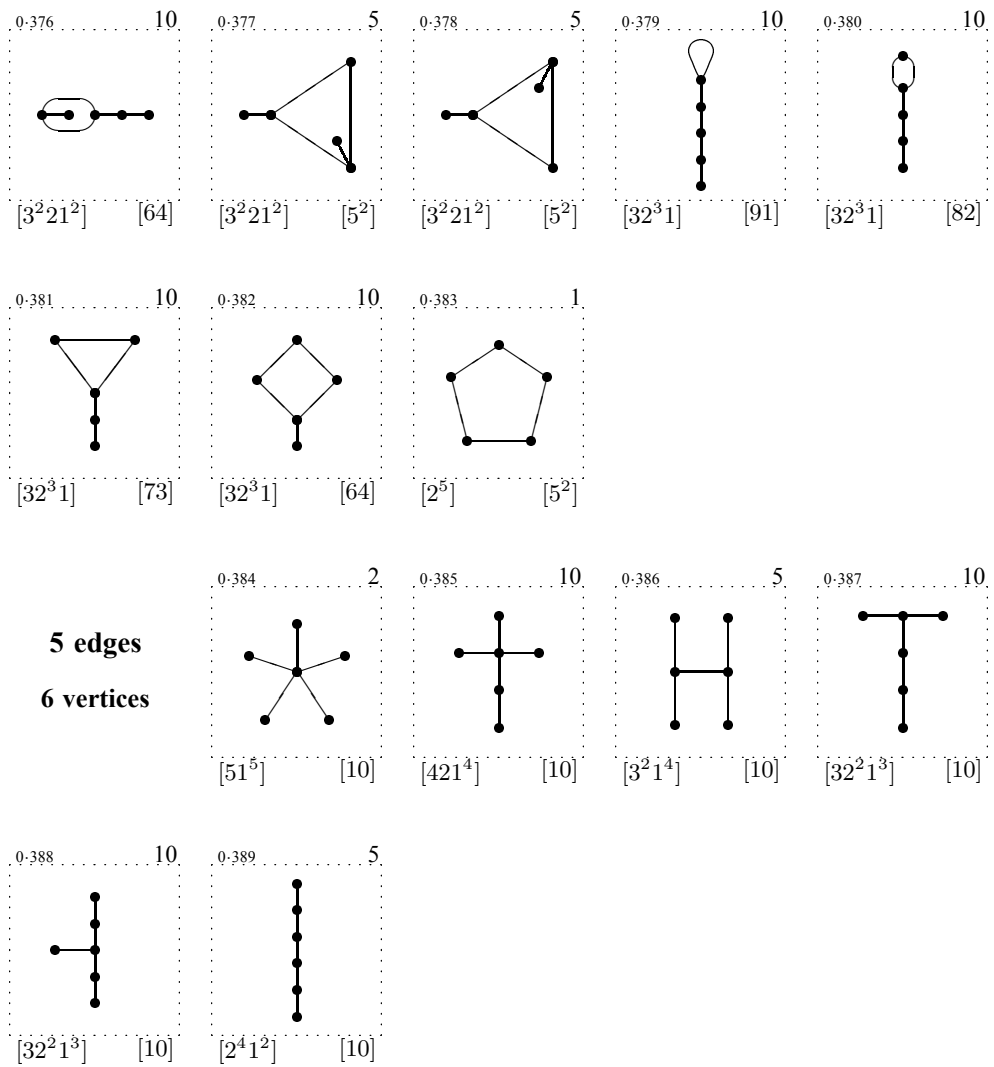 0·376 10 0·377 5 0·378 5 0·379 10 0·380 10
[3²21²] [64] [3²21²] [5²] [3²21²] [5²] [32³1] [91] [32³1] [82]
0·381 10 0·382 10 0·383 1
[32³1] [73] [32³1] [64] [2⁵] [5²]
0·384 2 0·385 10 0·386 5 0·387 10
5 edges
6 vertices
[51⁵] [10] [421⁴] [10] [3²1⁴] [10] [32²1³] [10]
0·388 10 0·389 5
[32²1³] [10] [2⁴1²] [10]